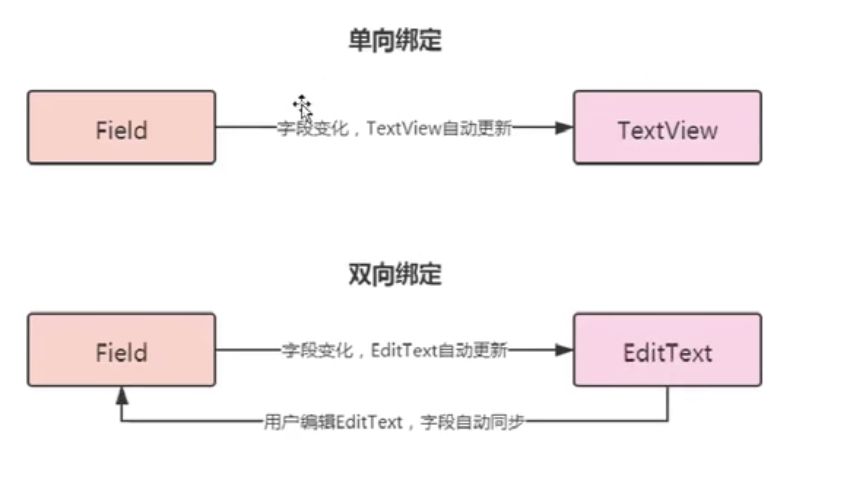 单向绑定
Field
字段变化，TextView自动更新
TextView
双向绑定
Field
字段变化，EditText自动更新
EditText
用户编辑EditText，字段自动同步